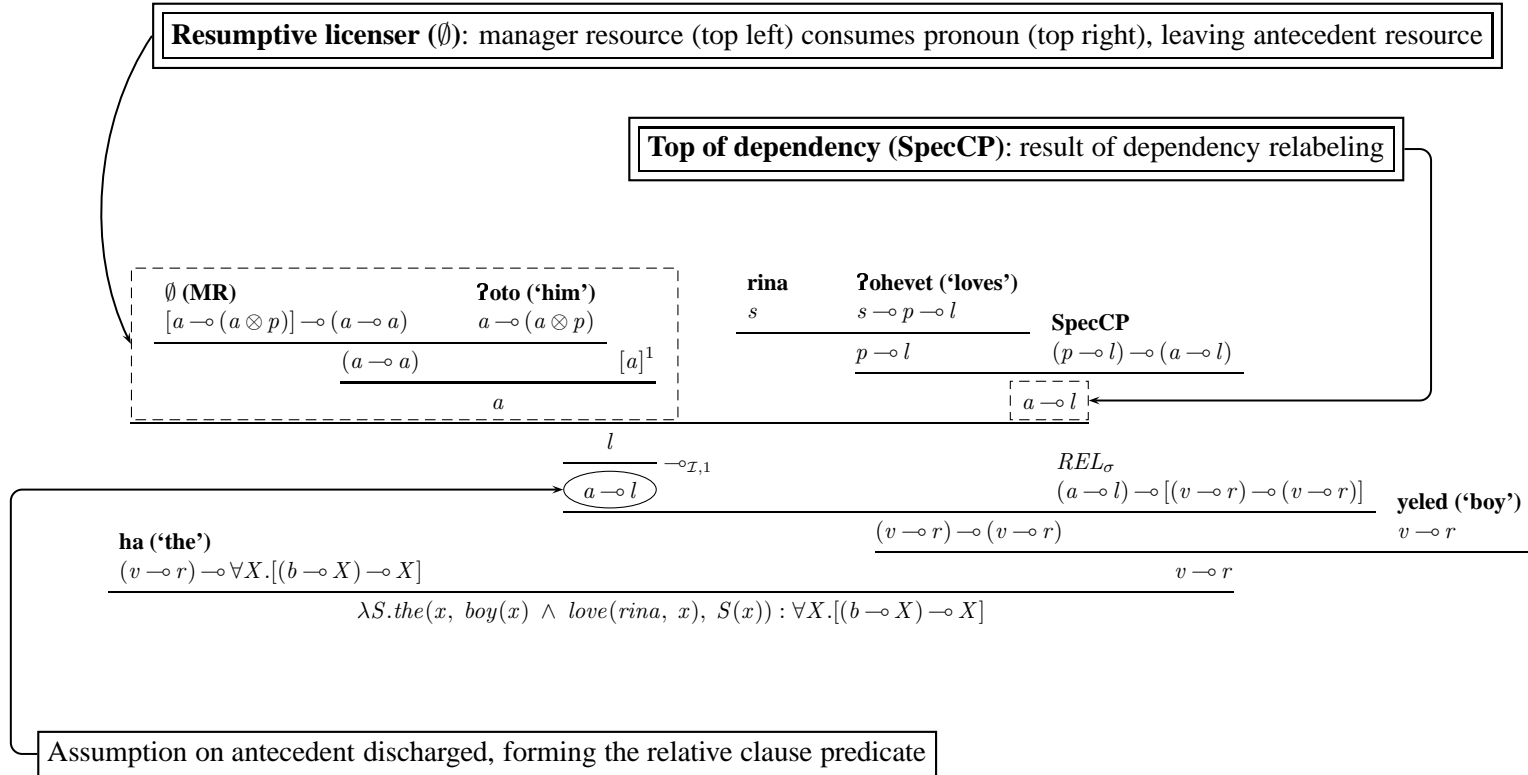 Resumptive licenser (∅): manager resource (top left) consumes pronoun (top right), leaving antecedent resource
Top of dependency (SpecCP): result of dependency relabeling
∅ (MR) ʔoto (‘him’) rina ʔohevet (‘loves’)
[a ⊸ (a ⊗ p)] ⊸ (a ⊸ a) a ⊸ (a ⊗ p) s s ⊸ p ⊸ l SpecCP
(a ⊸ a) [a]¹ p ⊸ l (p ⊸ l) ⊸ (a ⊸ l)
a a ⊸ l
l
⊸I,1
REL_σ
a ⊸ l (a ⊸ l) ⊸ [(v ⊸ r) ⊸ (v ⊸ r)] yeled (‘boy’)
ha (‘the’) (v ⊸ r) ⊸ (v ⊸ r) v ⊸ r
(v ⊸ r) ⊸ ∀X.[(b ⊸ X) ⊸ X] v ⊸ r
λS.the(x, boy(x) ∧ love(rina, x), S(x)) : ∀X.[(b ⊸ X) ⊸ X]
Assumption on antecedent discharged, forming the relative clause predicate